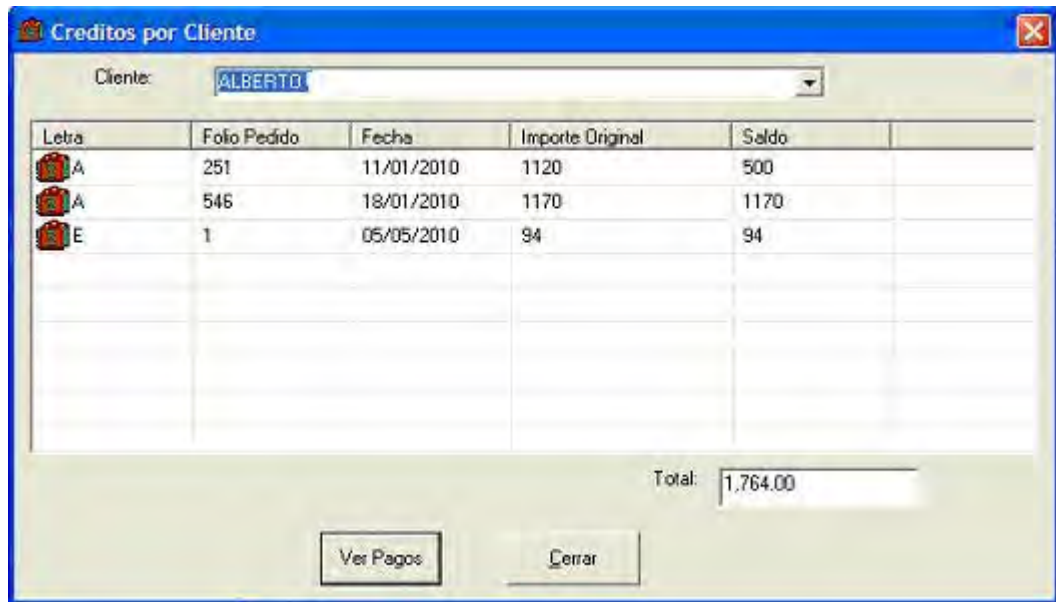 Creditos por Cliente
Cliente: ALBERTO
Letra Folio Pedido Fecha Importe Original Saldo
A 251 11/01/2010 1120 500
A 546 18/01/2010 1170 1170
E 1 05/05/2010 94 94
Total: 1,764.00
Ver Pagos Cerrar